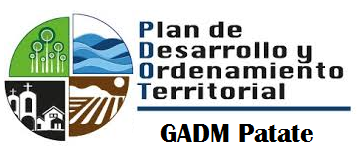 Plan de
Desarrollo y
Ordenamiento
Territorial
GADM Patate